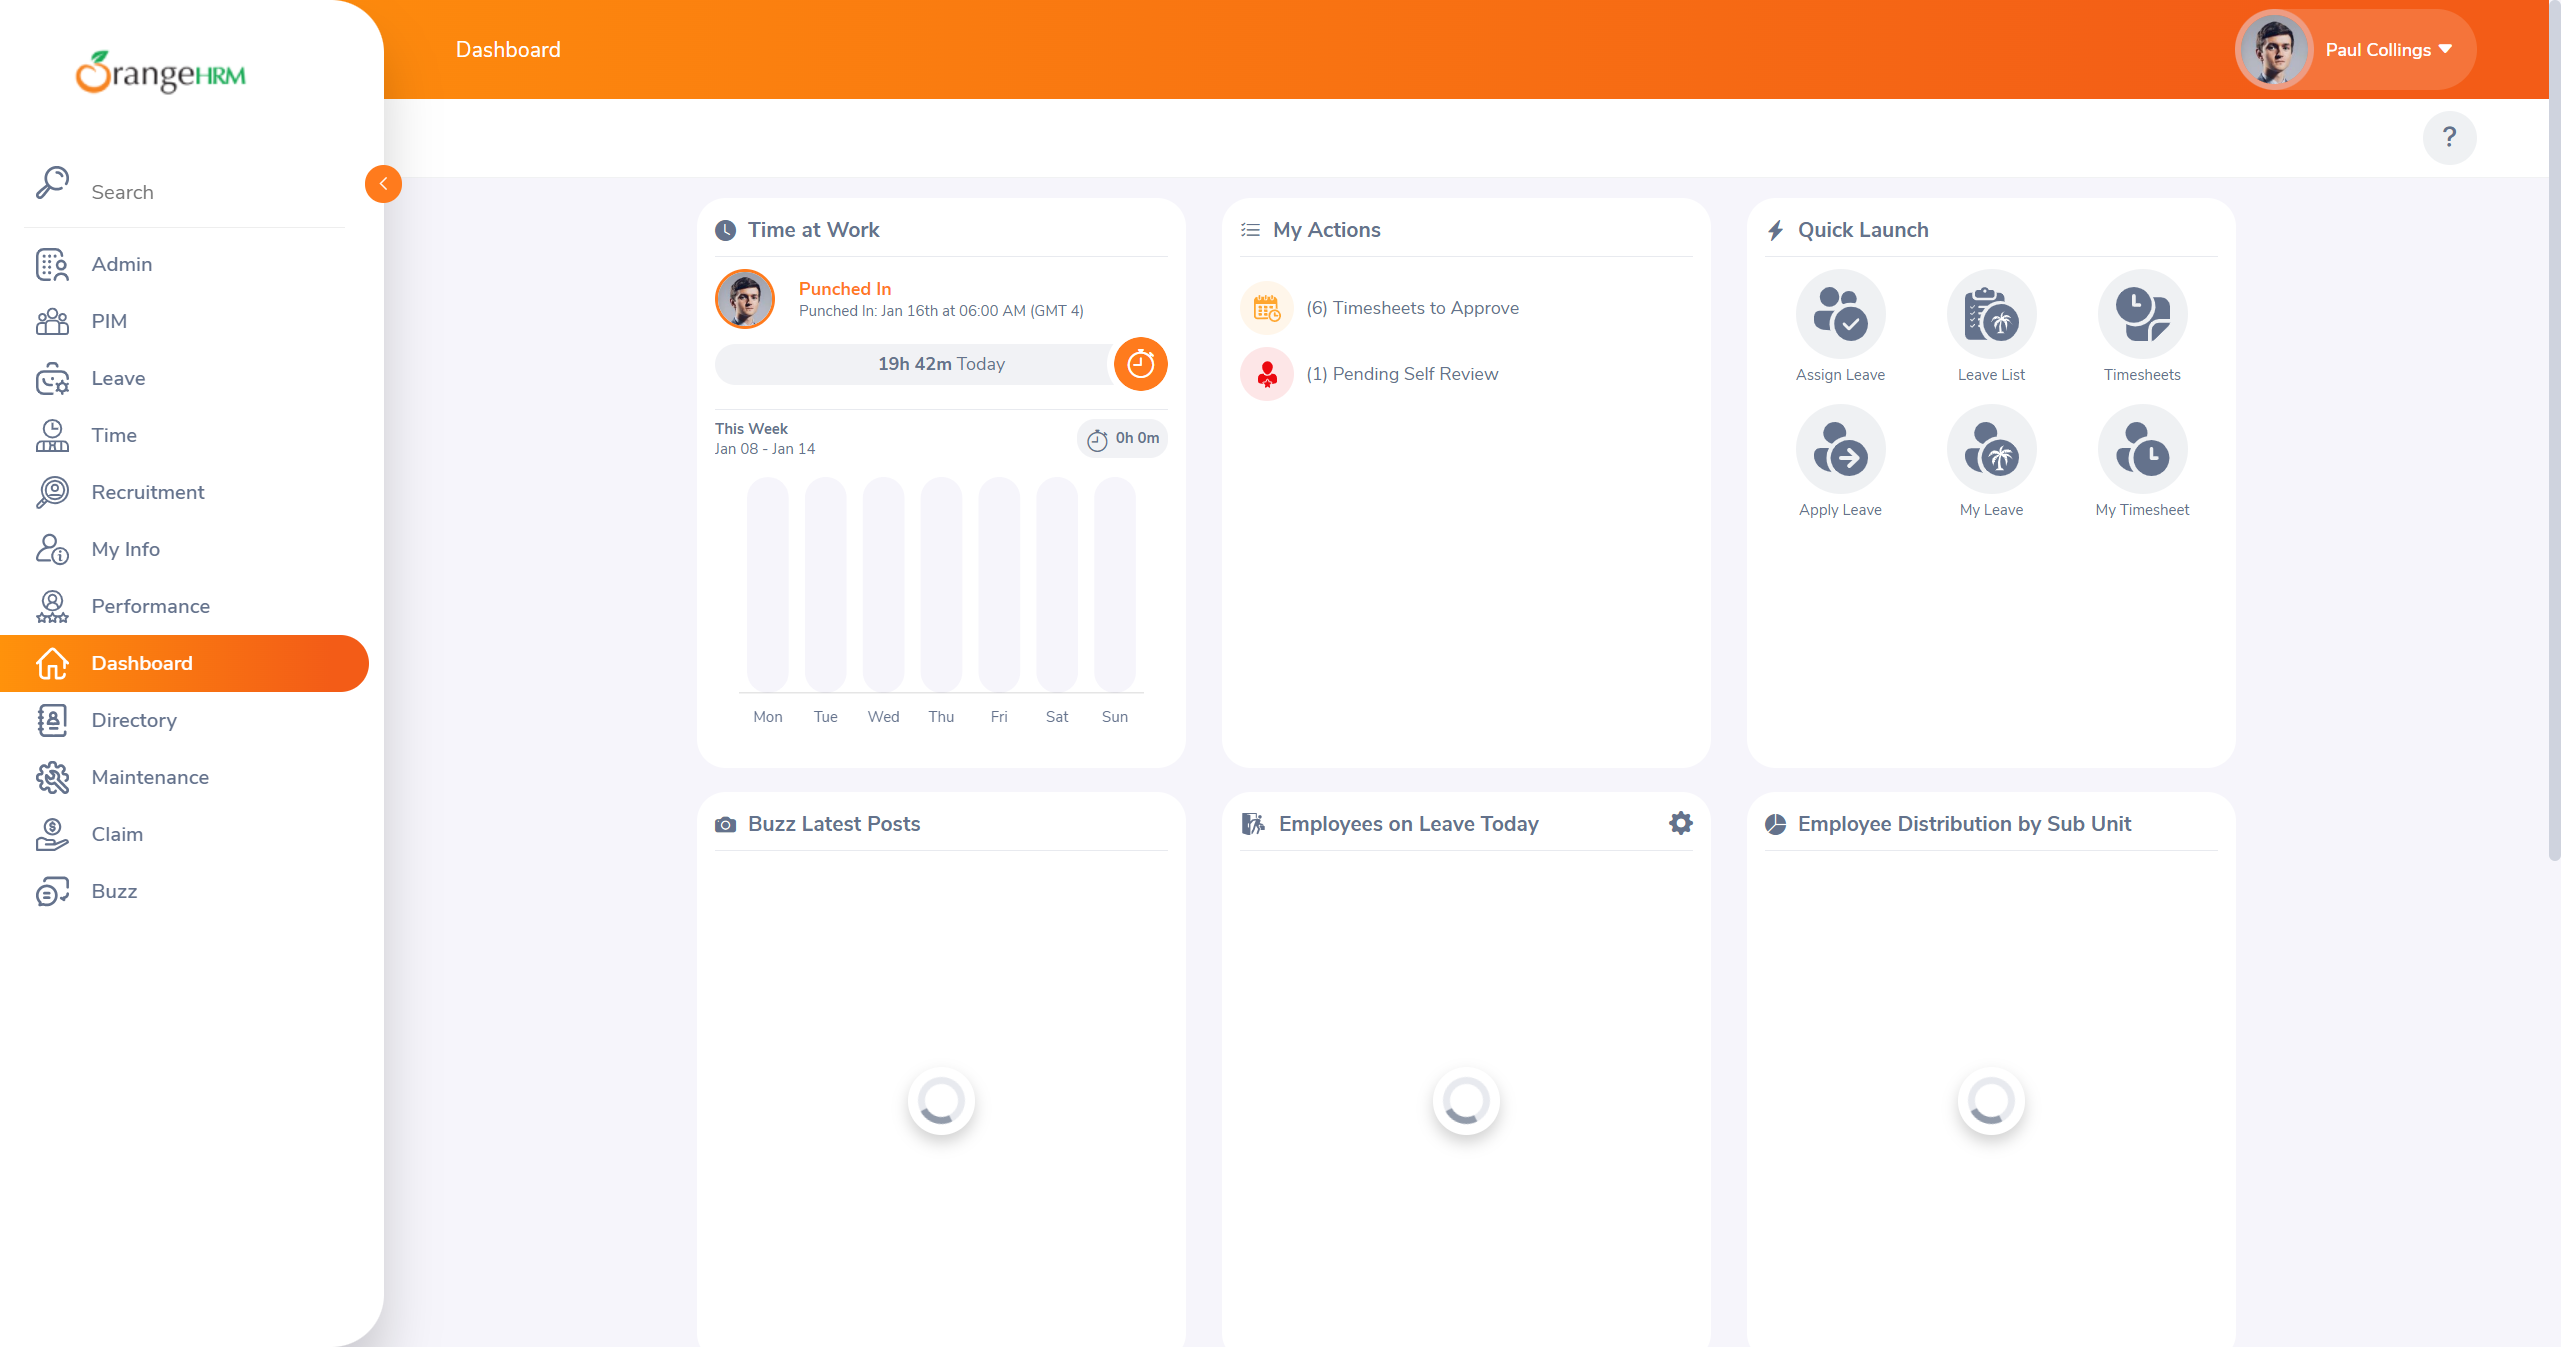 OrangeHRM
Dashboard
Paul Collings
?
Search
Admin
PIM
Leave
Time
Recruitment
My Info
Performance
Dashboard
Directory
Maintenance
Claim
Buzz
Time at Work
Punched In
Punched In: Jan 16th at 06:00 AM (GMT 4)
19h 42m Today
This Week
Jan 08 - Jan 14
0h 0m
Mon Tue Wed Thu Fri Sat Sun
My Actions
(6) Timesheets to Approve
(1) Pending Self Review
Quick Launch
Assign Leave Leave List Timesheets
Apply Leave My Leave My Timesheet
Buzz Latest Posts
Employees on Leave Today
Employee Distribution by Sub Unit